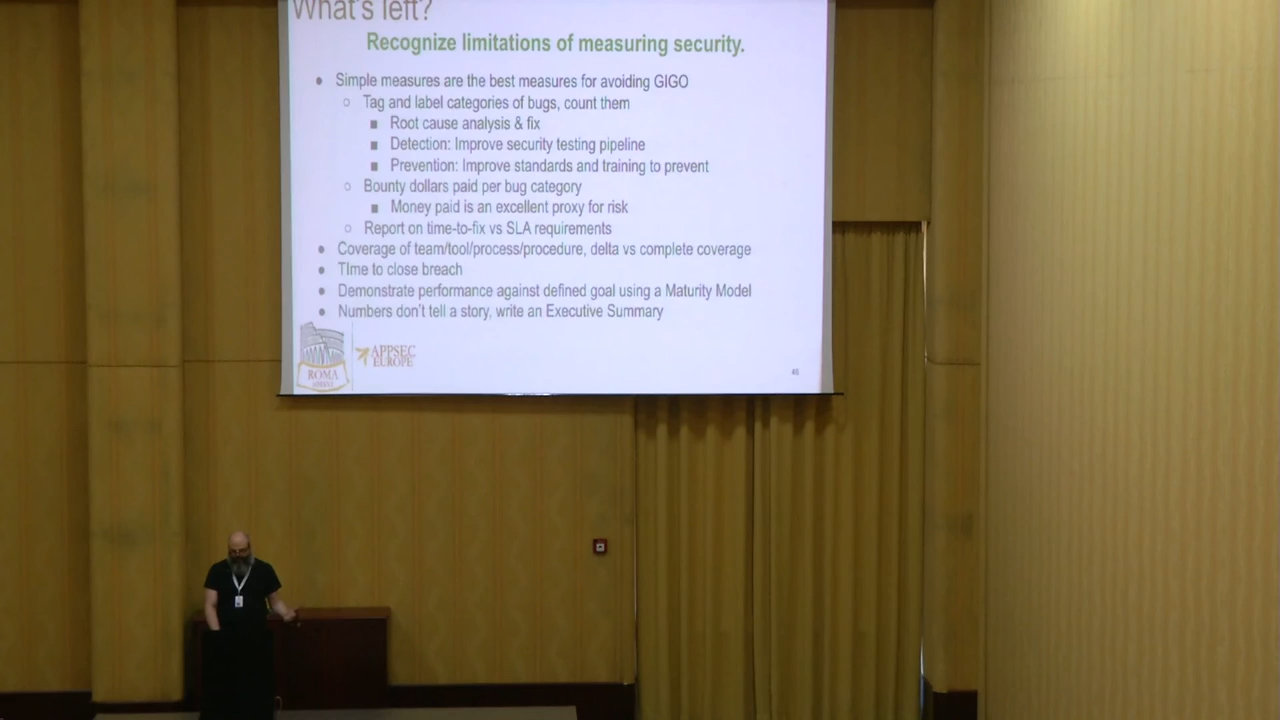 What's left?
Recognize limitations of measuring security.
● Simple measures are the best measures for avoiding GIGO
○ Tag and label categories of bugs, count them
■ Root cause analysis & fix
■ Detection: Improve security testing pipeline
■ Prevention: Improve standards and training to prevent
○ Bounty dollars paid per bug category
■ Money paid is an excellent proxy for risk
○ Report on time-to-fix vs SLA requirements
● Coverage of team/tool/process/procedure, delta vs complete coverage
● TIme to close breach
● Demonstrate performance against defined goal using a Maturity Model
● Numbers don't tell a story, write an Executive Summary
ROMA
APPSEC
EUROPE
46